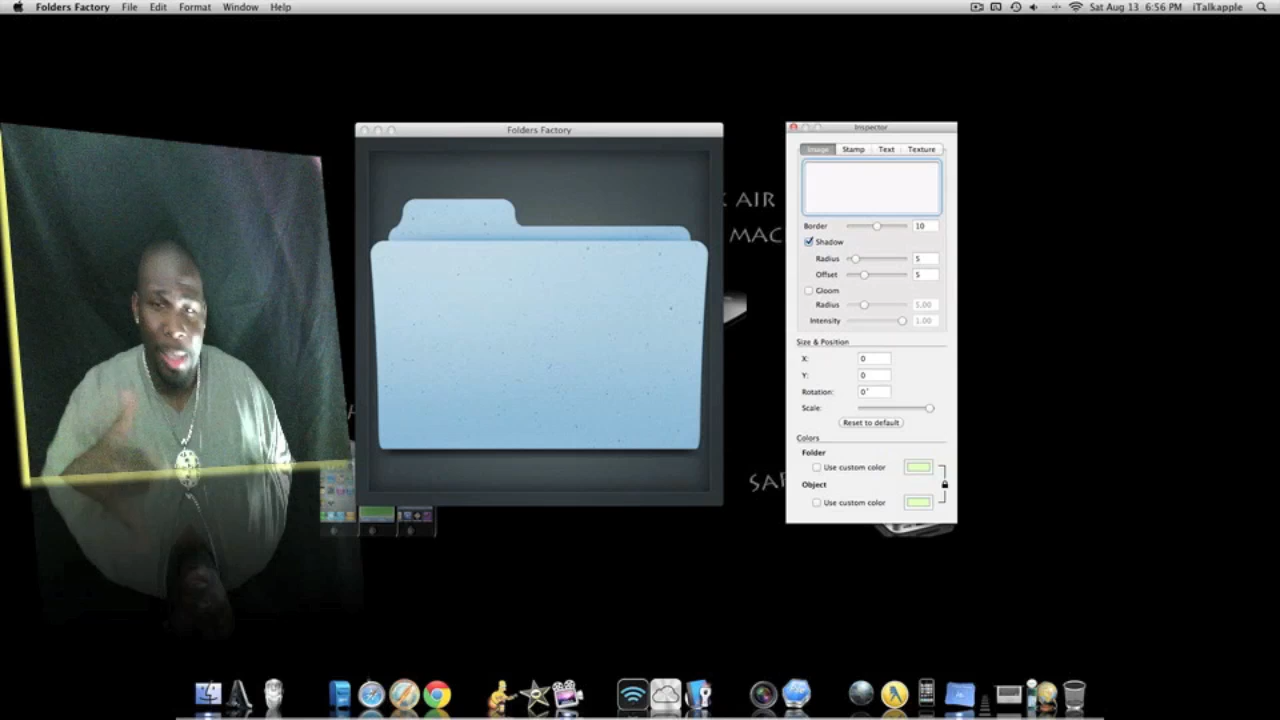 Folders Factory File Edit Format Window Help
Sat Aug 13 6:56 PM iTalkapple
Folders Factory
Inspector
Image Stamp Text Texture
Border 10
Shadow
Radius 5
Offset 5
Gloom
Radius 5.00
Intensity 1.00
Size & Position
X: 0
Y: 0
Rotation: 0°
Scale:
Reset to default
Colors
Folder
Use custom color
Object
Use custom color
AIR
MAC